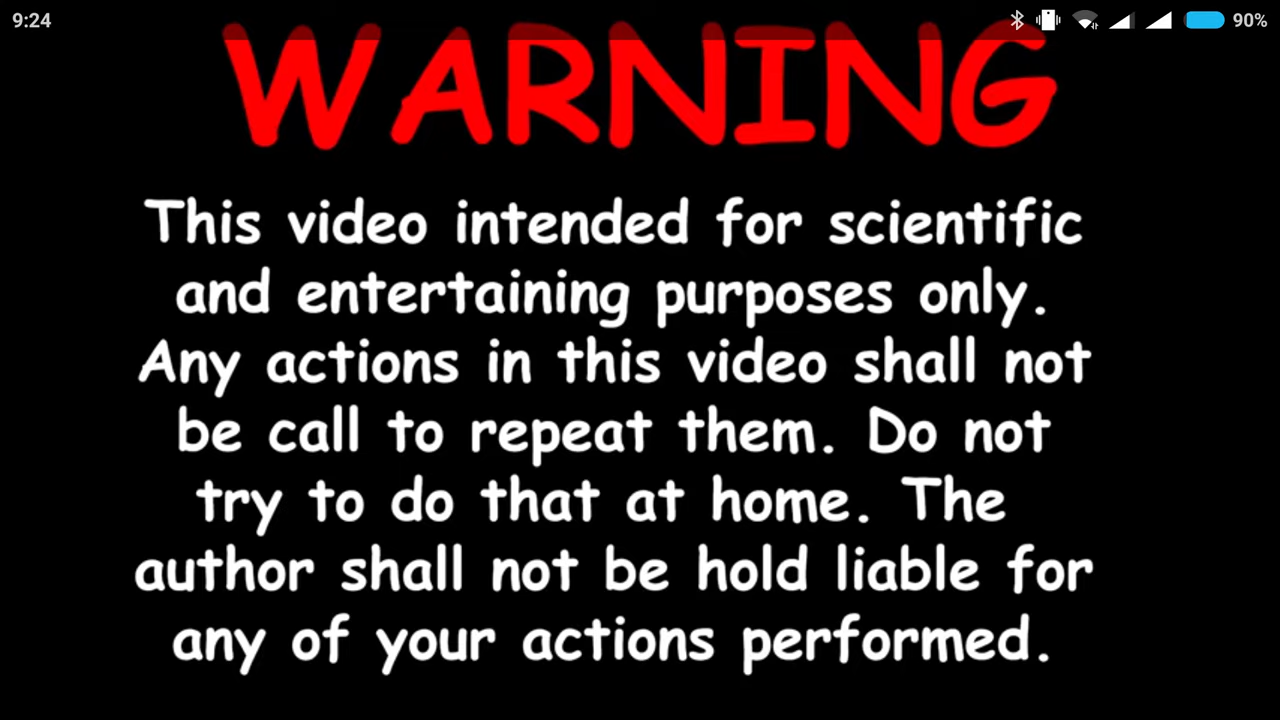 9:24 90%
WARNING
This video intended for scientific
and entertaining purposes only.
Any actions in this video shall not
be call to repeat them. Do not
try to do that at home. The
author shall not be hold liable for
any of your actions performed.